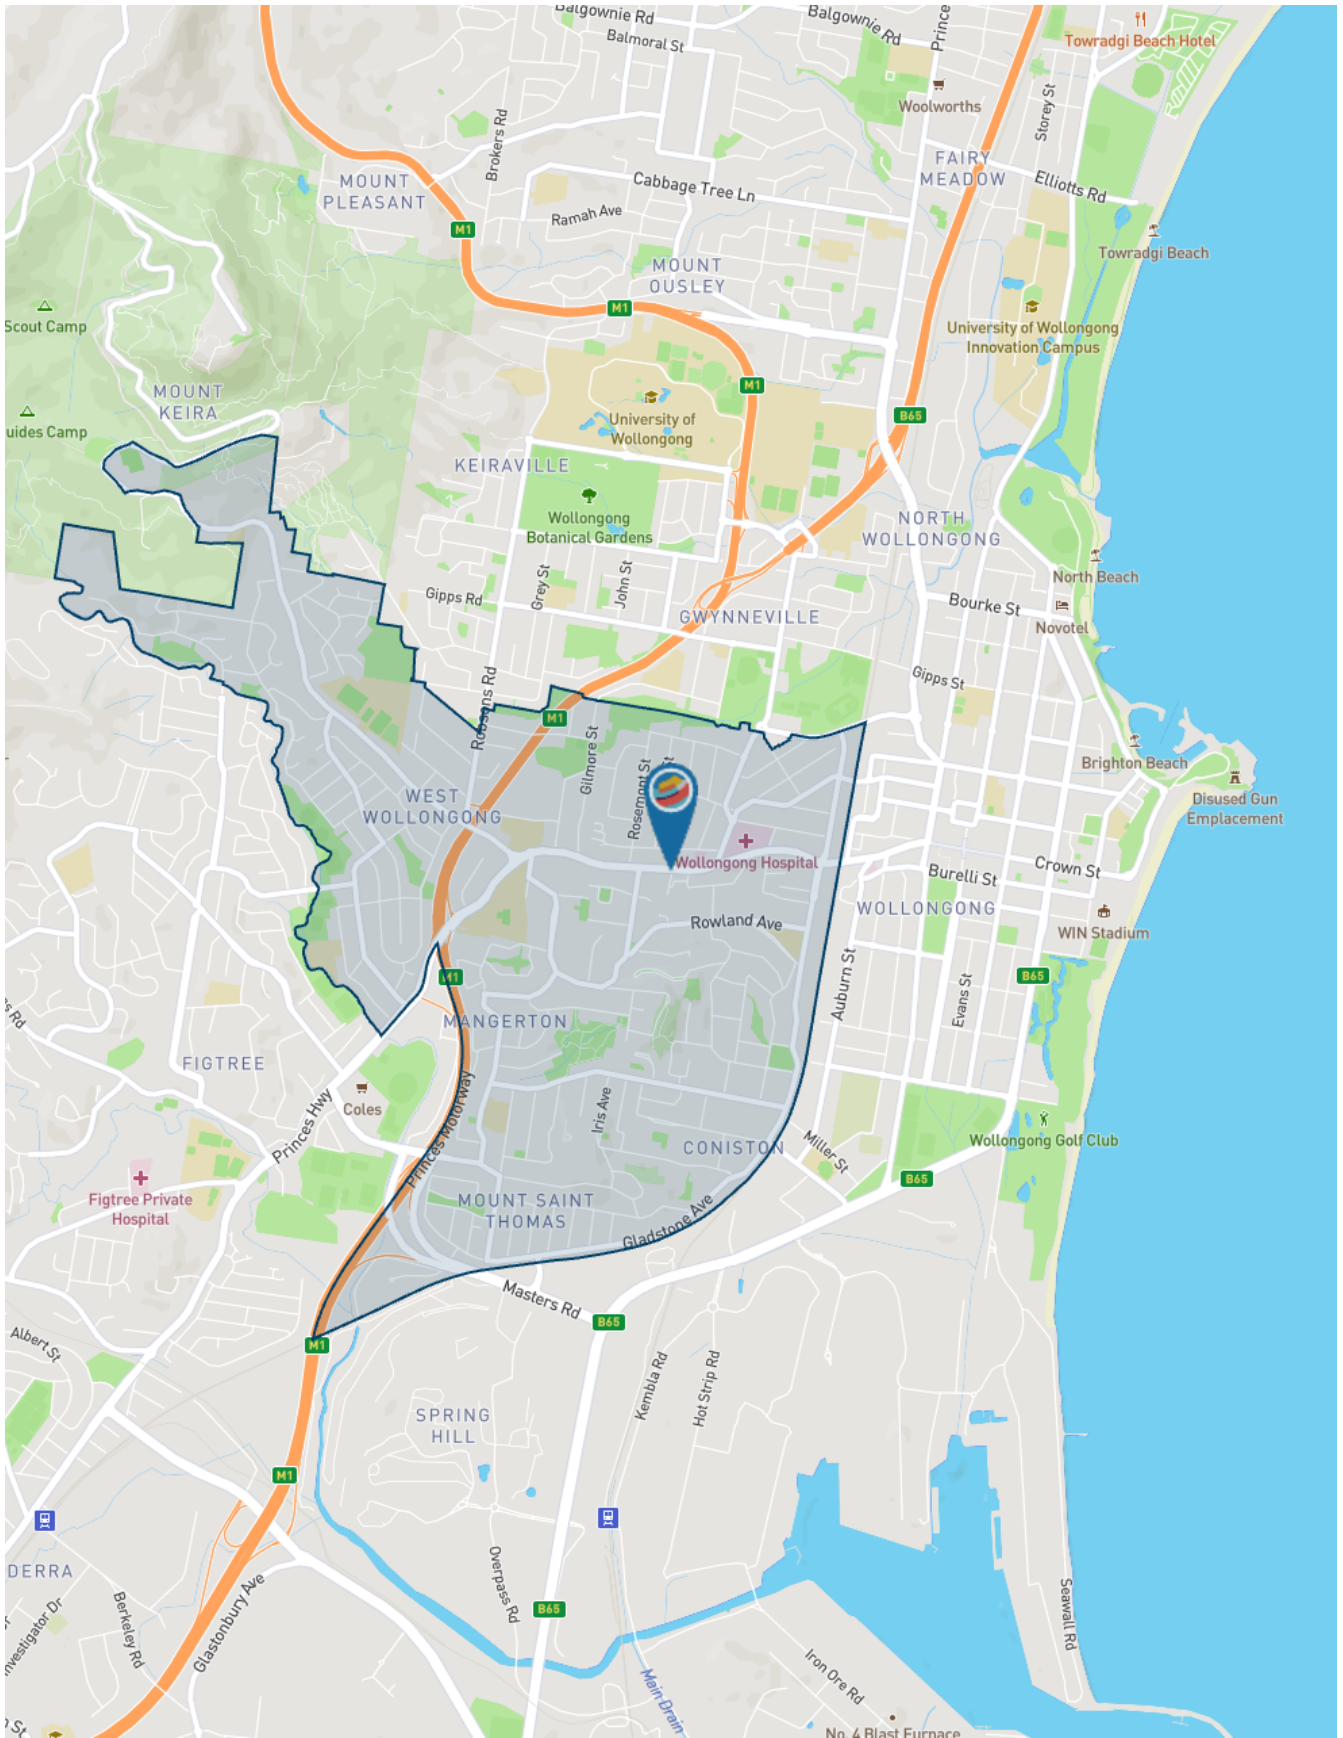 Balgownie Rd
Balgownie Rd
Prince
Towradgi Beach Hotel
Balmoral St
Woolworths
Storey St
Brokers Rd
FAIRY
MEADOW
MOUNT
PLEASANT
Cabbage Tree Ln
Elliotts Rd
Ramah Ave
M1
Towradgi Beach
MOUNT
OUSLEY
M1
Scout Camp
University of Wollongong
Innovation Campus
MOUNT
KEIRA
M1
uides Camp
University of
Wollongong
B65
KEIRAVILLE
Wollongong
Botanical Gardens
NORTH
WOLLONGONG
North Beach
Grey St
John St
Gipps Rd
Bourke St
Novotel
GWYNNEVILLE
Gipps St
Robsons Rd
M1
Gilmore St
Rosemont St
St
Brighton Beach
WEST
WOLLONGONG
Disused Gun
Emplacement
Wollongong Hospital
Crown St
Burelli St
WOLLONGONG
Rowland Ave
WIN Stadium
M1
B65
Auburn St
Evans St
es Rd
MANGERTON
FIGTREE
Coles
Princes Hwy
Princes Motorway
Iris Ave
CONISTON
Miller St
Wollongong Golf Club
Figtree Private
Hospital
B65
MOUNT SAINT
THOMAS
Gladstone Ave
Masters Rd
B65
M1
Albert St
Kembla Rd
Hot Strip Rd
SPRING
HILL
M1
DERRA
Overpass Rd
Investigator Dr
Berkeley Rd
Glastonbury Ave
B65
Seawall Rd
Iron Ore Rd
Main Drain
n St
No. 4 Blast Furnace